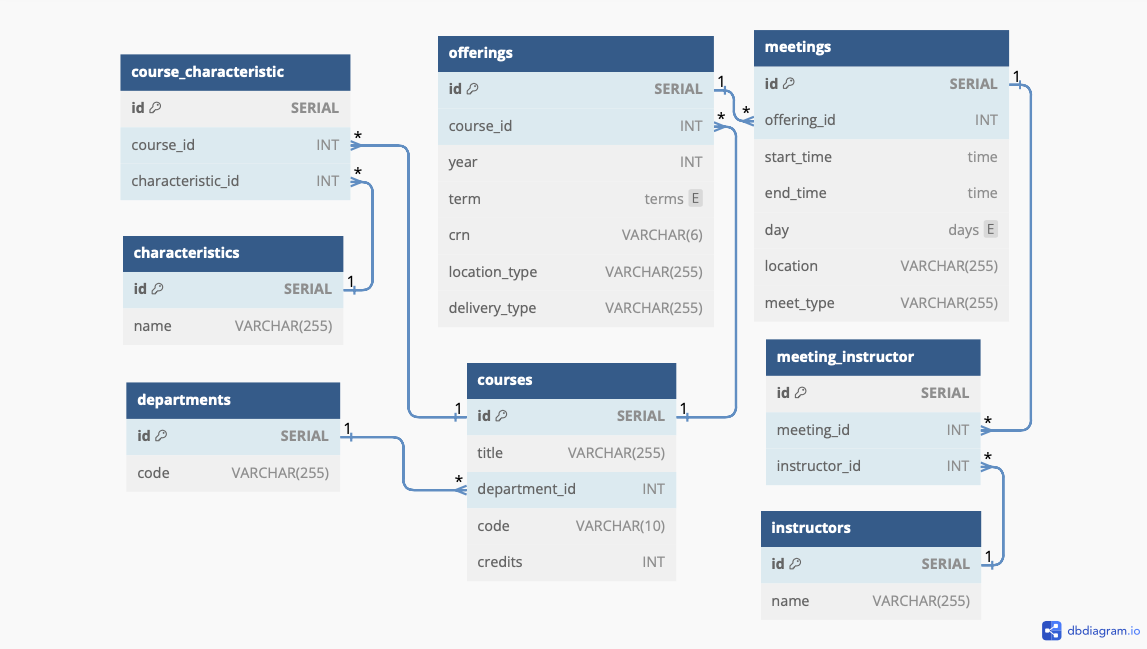 course_characteristic
id SERIAL
course_id INT
characteristic_id INT
characteristics
id SERIAL
name VARCHAR(255)
departments
id SERIAL
code VARCHAR(255)
offerings
id SERIAL
course_id INT
year INT
term terms E
crn VARCHAR(6)
location_type VARCHAR(255)
delivery_type VARCHAR(255)
courses
id SERIAL
title VARCHAR(255)
department_id INT
code VARCHAR(10)
credits INT
meetings
id SERIAL
offering_id INT
start_time time
end_time time
day days E
location VARCHAR(255)
meet_type VARCHAR(255)
meeting_instructor
id SERIAL
meeting_id INT
instructor_id INT
instructors
id SERIAL
name VARCHAR(255)
*
*
1
1
1
*
1
*
1
*
1
*
*
1
dbdiagram.io